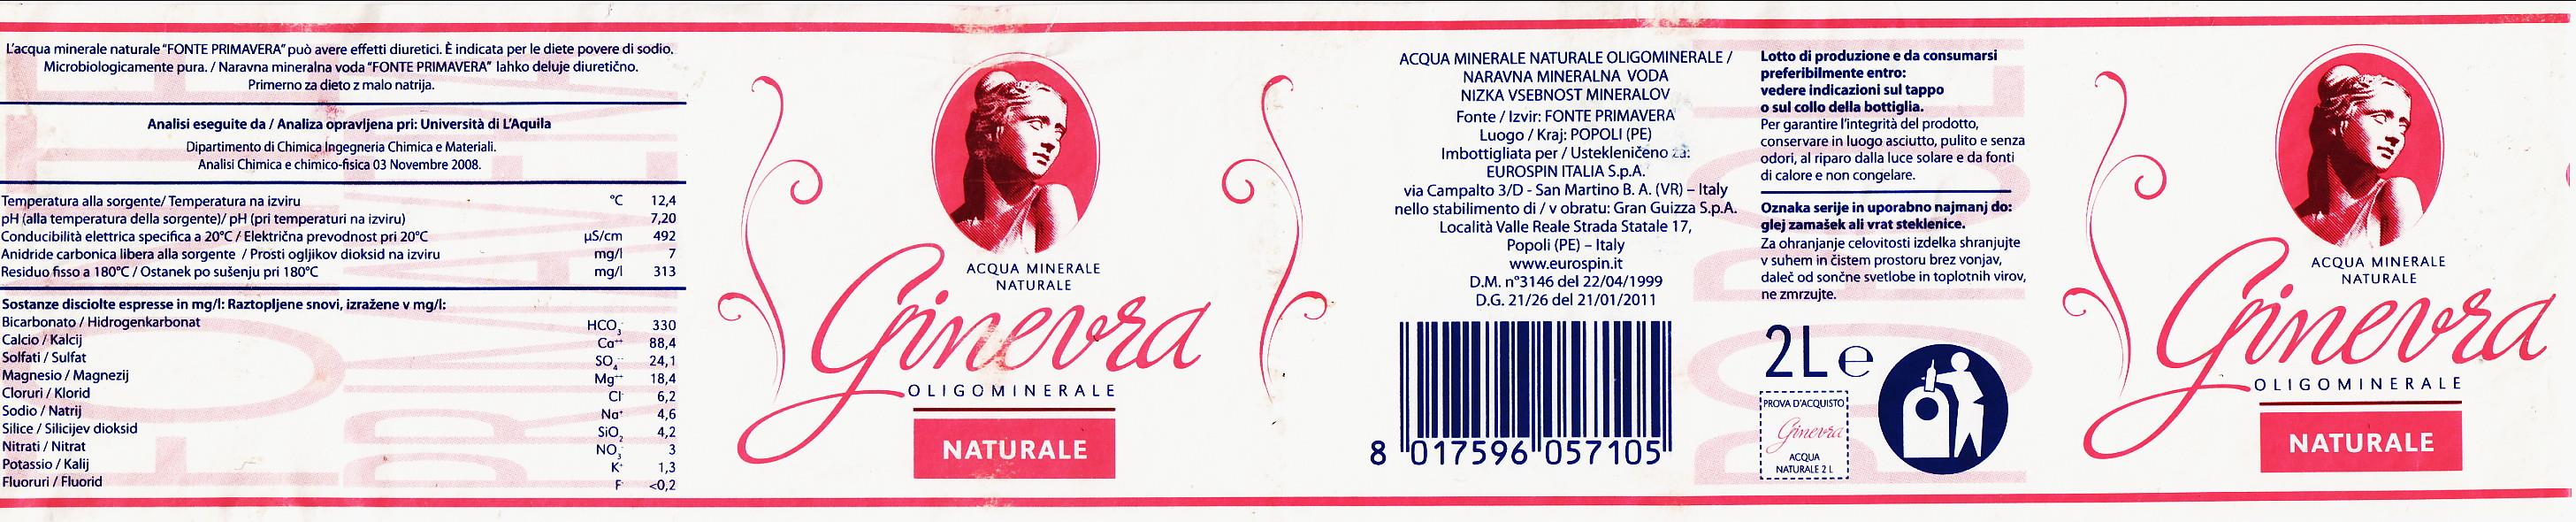 L'acqua minerale naturale "FONTE PRIMAVERA" può avere effetti diuretici. È indicata per le diete povere di sodio.
Microbiologicamente pura. / Naravna mineralna voda "FONTE PRIMAVERA" lahko deluje diuretično.
Primerno za dieto z malo natrija.
Analisi eseguite da / Analiza opravljena pri: Università di L'Aquila
Dipartimento di Chimica Ingegneria Chimica e Materiali.
Analisi Chimica e chimico-fisica 03 Novembre 2008.
Temperatura alla sorgente/ Temperatura na izviru °C 12,4
pH (alla temperatura della sorgente)/ pH (pri temperaturi na izviru) 7,20
Conducibilità elettrica specifica a 20°C / Električna prevodnost pri 20°C µS/cm 492
Anidride carbonica libera alla sorgente / Prosti ogljikov dioksid na izviru mg/l 7
Residuo fisso a 180°C / Ostanek po sušenju pri 180°C mg/l 313
Sostanze disciolte espresse in mg/l: Raztopljene snovi, izražene v mg/l:
Bicarbonato / Hidrogenkarbonat HCO₃⁻ 330
Calcio / Kalcij Ca⁺⁺ 88,4
Solfati / Sulfat SO₄⁻⁻ 24,1
Magnesio / Magnezij Mg⁺⁺ 18,4
Cloruri / Klorid Cl⁻ 6,2
Sodio / Natrij Na⁺ 4,6
Silice / Silicijev dioksid SiO₂ 4,2
Nitrati / Nitrat NO₃⁻ 3
Potassio / Kalij K⁺ 1,3
Fluoruri / Fluorid F⁻ <0,2
FONTE
PRIMAVERA
ACQUA MINERALE
NATURALE
Ginevra
OLIGOMINERALE
NATURALE
ACQUA MINERALE NATURALE OLIGOMINERALE /
NARAVNA MINERALNA VODA
NIZKA VSEBNOST MINERALOV
Fonte / Izvir: FONTE PRIMAVERA
Luogo / Kraj: POPOLI (PE)
Imbottigliata per / Ustekleničeno za:
EUROSPIN ITALIA S.p.A.
via Campalto 3/D - San Martino B. A. (VR) – Italy
nello stabilimento di / v obratu: Gran Guizza S.p.A.
Località Valle Reale Strada Statale 17,
Popoli (PE) – Italy
www.eurospin.it
D.M. n°3146 del 22/04/1999
D.G. 21/26 del 21/01/2011
8 017596 057105
POPOLI
Lotto di produzione e da consumarsi
preferibilmente entro:
vedere indicazioni sul tappo
o sul collo della bottiglia.
Per garantire l'integrità del prodotto,
conservare in luogo asciutto, pulito e senza
odori, al riparo dalla luce solare e da fonti
di calore e non congelare.
Oznaka serije in uporabno najmanj do:
glej zamašek ali vrat steklenice.
Za ohranjanje celovitosti izdelka shranjujte
v suhem in čistem prostoru brez vonjav,
daleč od sončne svetlobe in toplotnih virov,
ne zmrzujte.
2L e
PROVA D'ACQUISTO
Ginevra
ACQUA
NATURALE 2 L
ACQUA MINERALE
NATURALE
Ginevra
OLIGOMINERALE
NATURALE